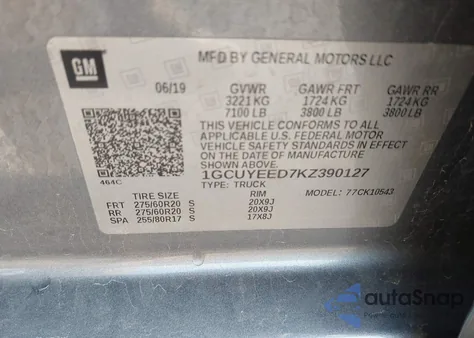 GM
MFD BY GENERAL MOTORS LLC
06/19 GVWR GAWR FRT GAWR RR
3221 KG 1724 KG 1724 KG
7100 LB 3800 LB 3800 LB
THIS VEHICLE CONFORMS TO ALL
APPLICABLE U.S. FEDERAL MOTOR
VEHICLE SAFETY AND THEFT PREVENTION
STANDARDS IN EFFECT
ON THE DATE OF MANUFACTURE
SHOWN ABOVE.
1GCUYEED7KZ390127
464C TYPE: TRUCK MODEL: 77CK10543
TIRE SIZE RIM
FRT 275/60R20 S 20X9J
RR 275/60R20 S 20X9J
SPA 255/80R17 S 17X8J
autoSnap